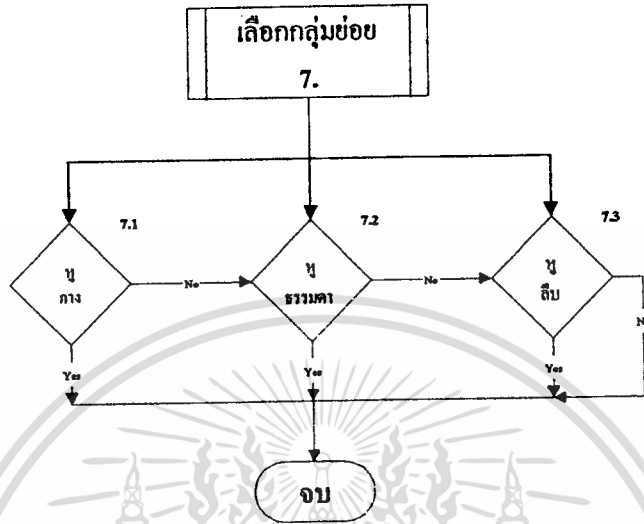 เลือกกลุ่มย่อย
7.
7.1
7.2
7.3
หู
กาง
No
หู
ธรรมดา
No
หู
ลีบ
N
Yes
Yes
Yes
จบ